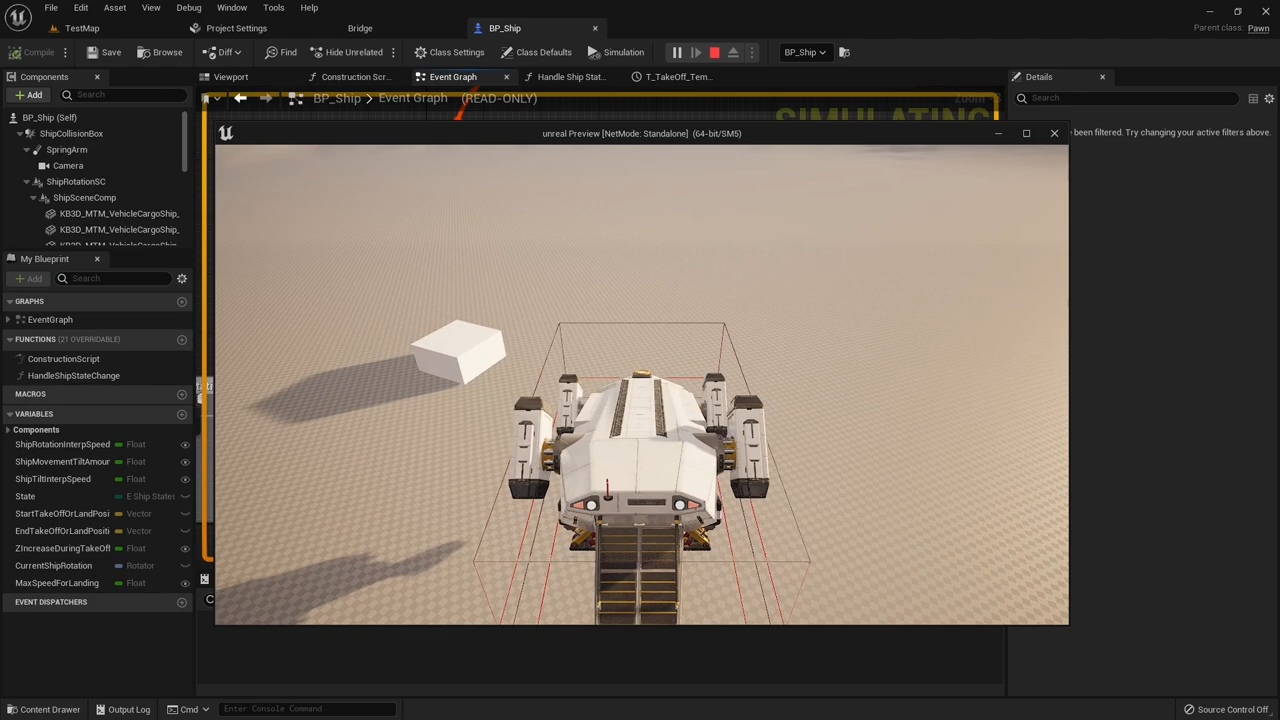 File Edit Asset View Debug Window Tools Help
TestMap Project Settings Bridge BP_Ship
Parent class: Pawn
Compile Save Browse Diff Find Hide Unrelated Class Settings Class Defaults Simulation BP_Ship
Components Viewport Construction Scr... Event Graph Handle Ship Stat... T_TakeOff_Tem... Details
Add Search BP_Ship > Event Graph (READ-ONLY) Zoom -3 Search
BP_Ship (Self) SIMULATING
ShipCollisionBox unreal Preview [NetMode: Standalone] (64-bit/SM5) been filtered. Try changing your active filters above.
SpringArm
Camera
ShipRotationSC
ShipSceneComp
KB3D_MTM_VehicleCargoShip_
KB3D_MTM_VehicleCargoShip_
KB3D_MTM_VehicleCargoShip_
My Blueprint
Add Search
GRAPHS
EventGraph
FUNCTIONS (21 OVERRIDABLE)
ConstructionScript
HandleShipStateChange
MACROS
VARIABLES
Components
ShipRotationInterpSpeed Float
ShipMovementTiltAmour Float
ShipTiltInterpSpeed Float
State E Ship States
StartTakeOffOrLandPosi Vector
EndTakeOffOrLandPositi Vector
ZIncreaseDuringTakeOff Float
CurrentShipRotation Rotator
MaxSpeedForLanding Float
EVENT DISPATCHERS
Content Drawer Output Log Cmd Enter Console Command Source Control Off